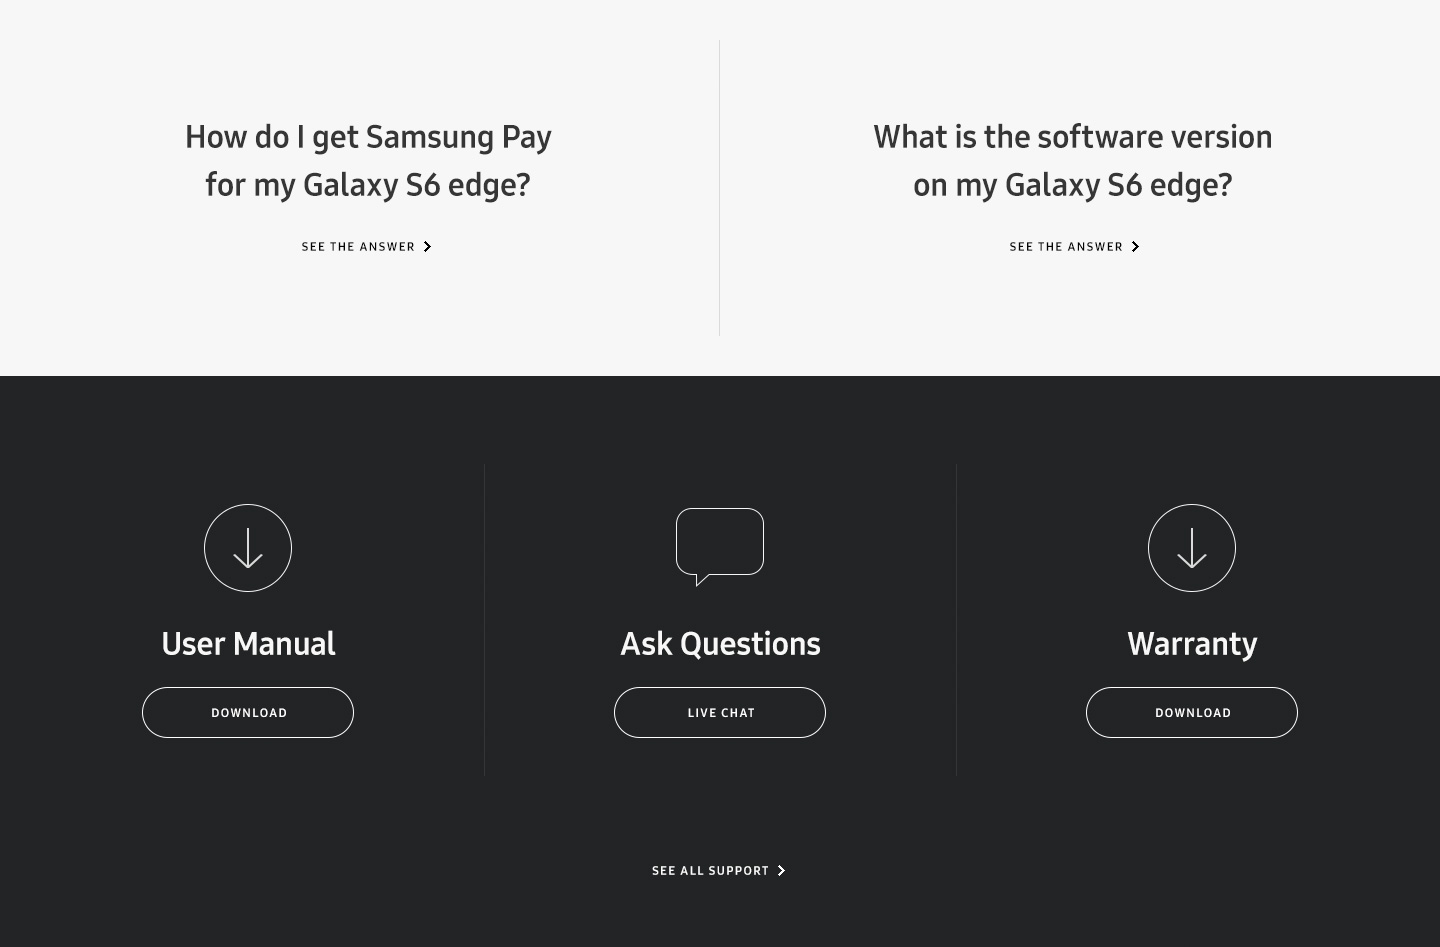 How do I get Samsung Pay
for my Galaxy S6 edge?
SEE THE ANSWER
What is the software version
on my Galaxy S6 edge?
SEE THE ANSWER
User Manual
DOWNLOAD
Ask Questions
LIVE CHAT
Warranty
DOWNLOAD
SEE ALL SUPPORT